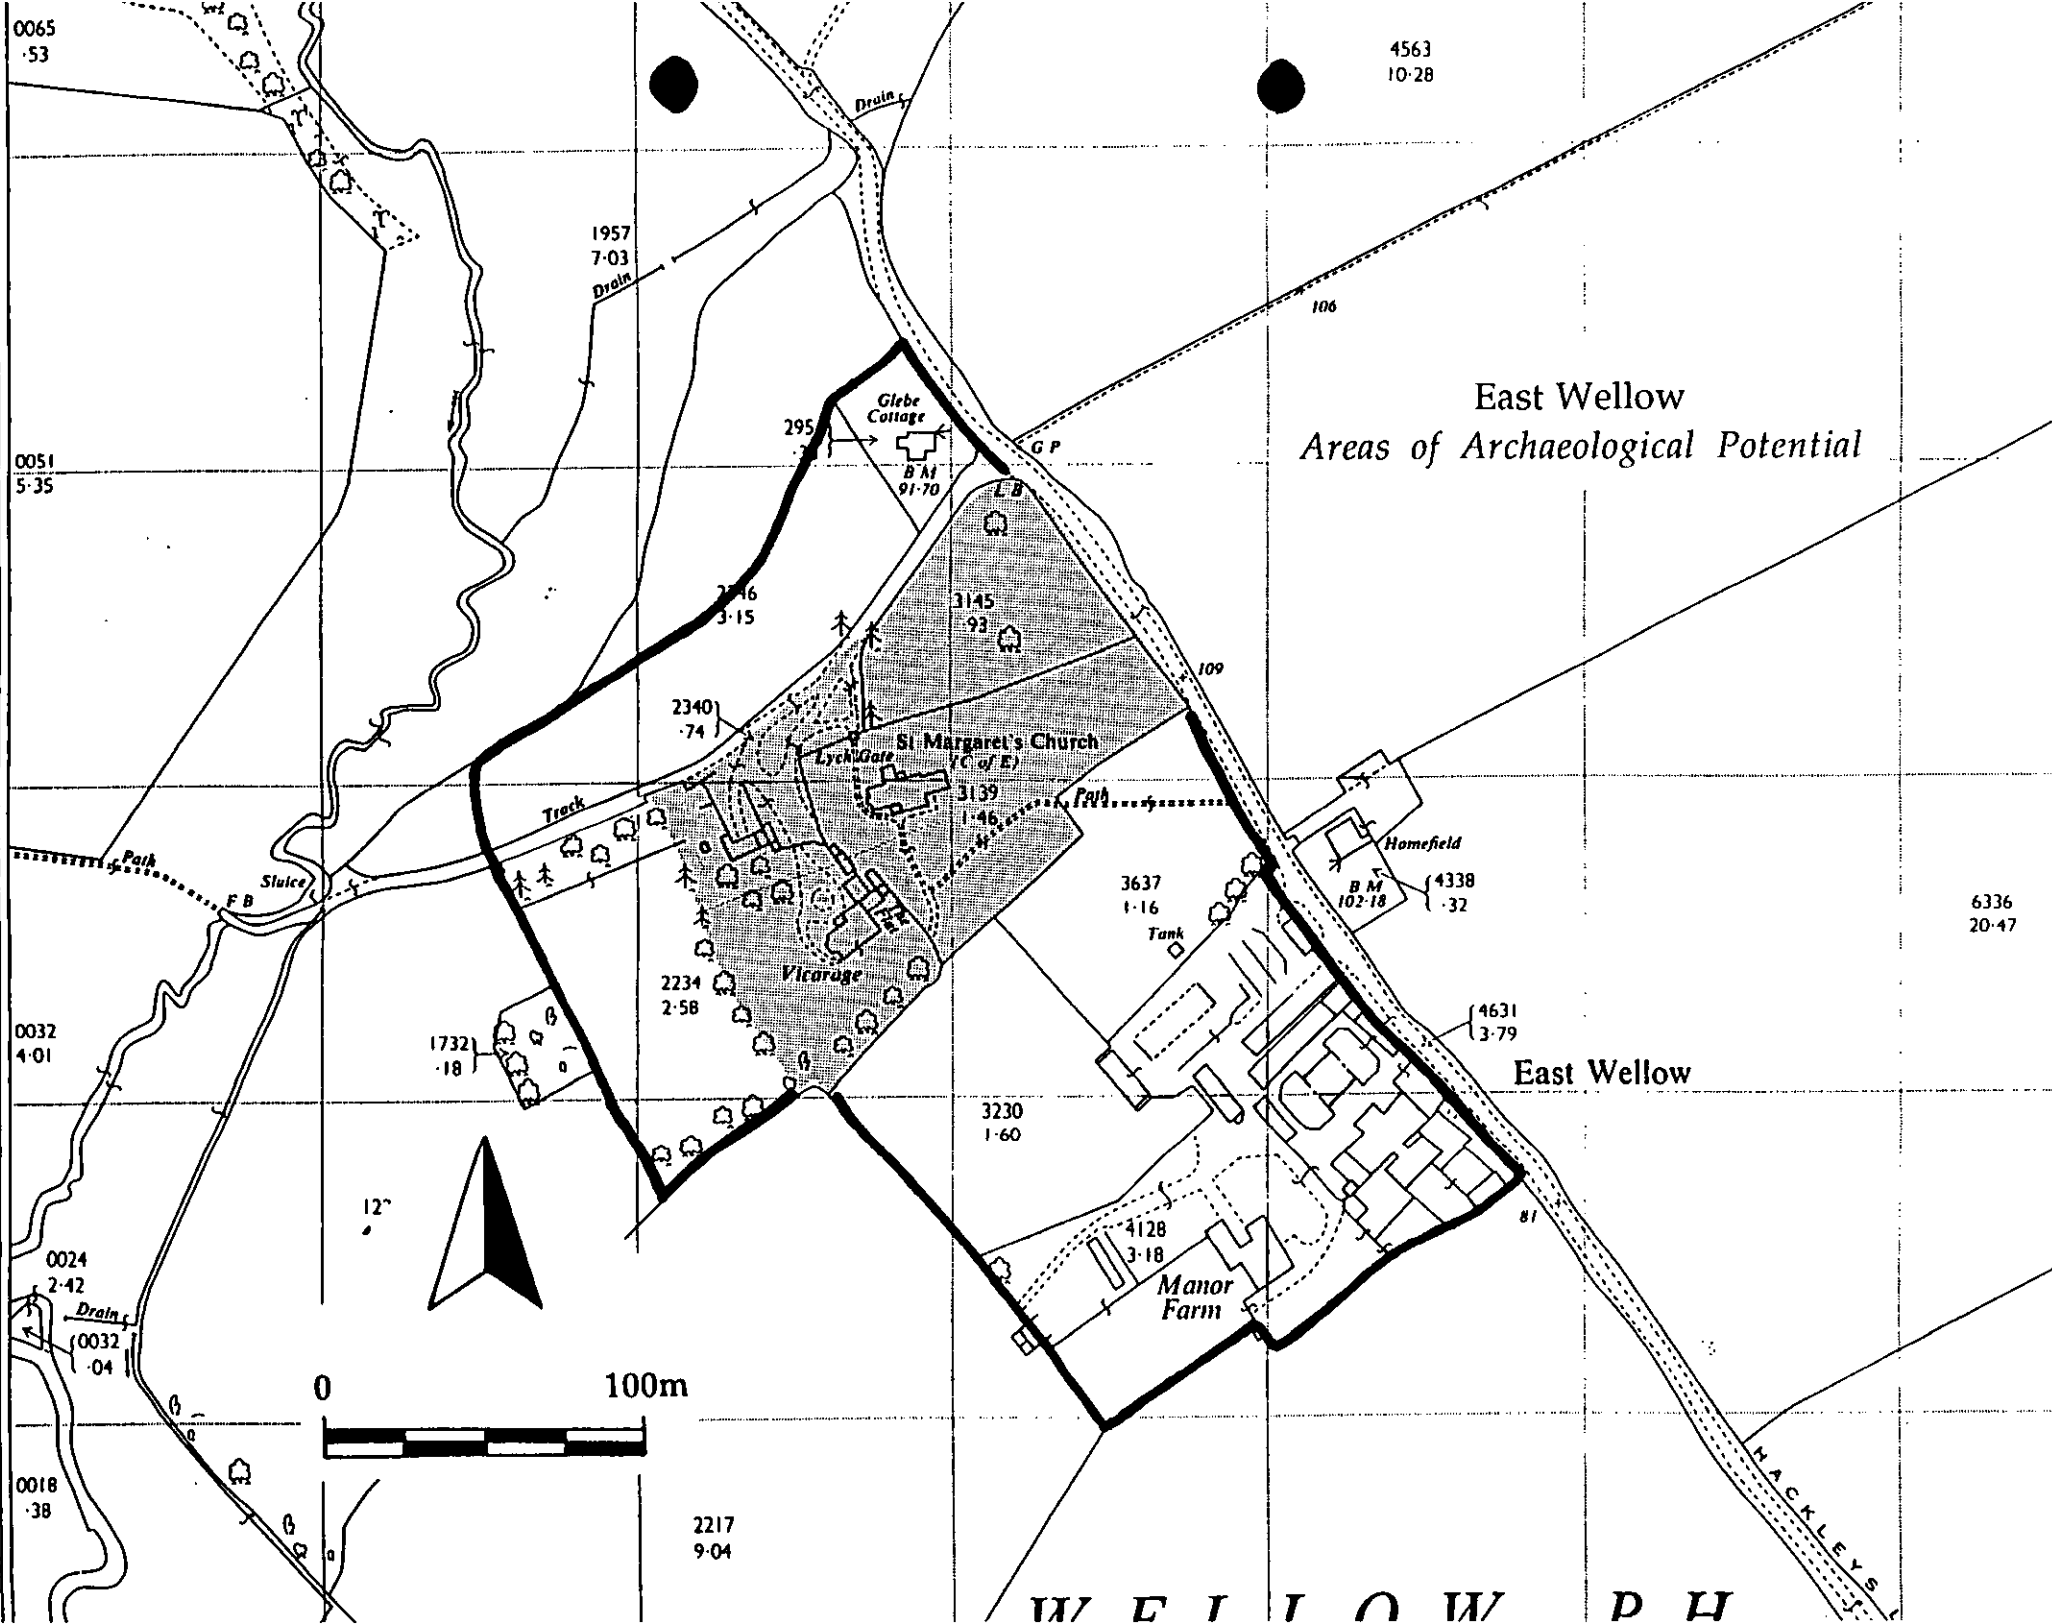 0065
·53
4563
10·28
Drain
1957
7·03
Drain
106
East Wellow
Areas of Archaeological Potential
Glebe
Cottage
295
B M
91·70
G P
0051
5·35
L B
3145
·93
3·15
109
2340
·74
St Margaret's Church
(C of E)
Lych Gate
3139
1·46
Path
Track
Path
Sluice
F B
Homefield
B M
102·18
4338
·32
3637
1·16
Tank
6336
20·47
Vicarage
2234
2·58
0032
4·01
1732
·18
4631
3·79
East Wellow
3230
1·60
12"
81
4128
3·18
Manor
Farm
0024
2·42
Drain
0032
·04
0 100m
0018
·38
2217
9·04
HACKLEYS
WELLOW PH